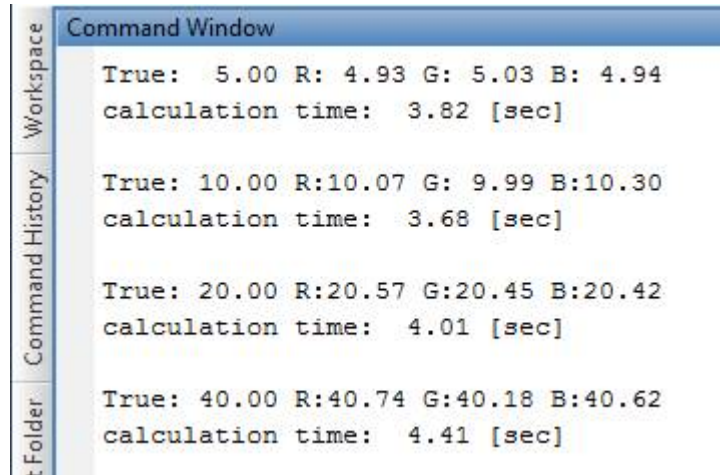 Command Window
Workspace
Command History
True:  5.00 R: 4.93 G: 5.03 B: 4.94
calculation time:  3.82 [sec]
True: 10.00 R:10.07 G: 9.99 B:10.30
calculation time:  3.68 [sec]
True: 20.00 R:20.57 G:20.45 B:20.42
calculation time:  4.01 [sec]
True: 40.00 R:40.74 G:40.18 B:40.62
calculation time:  4.41 [sec]
Folder